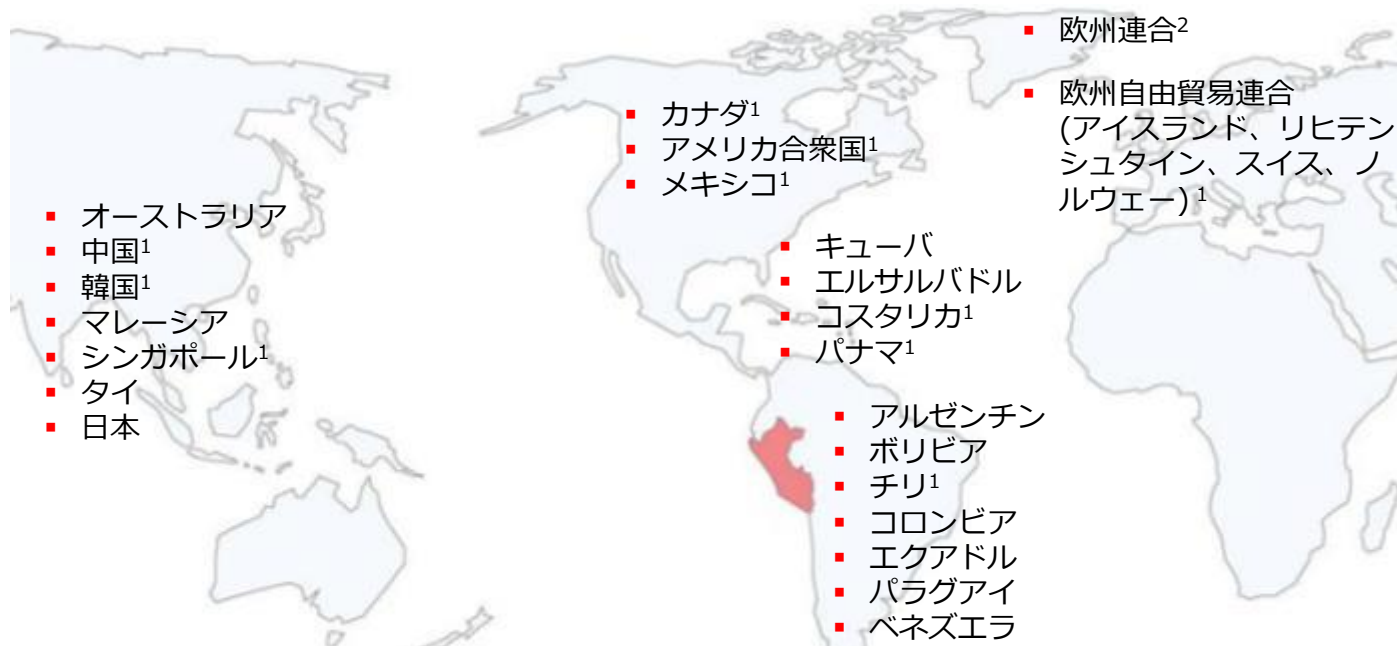 ▪ オーストラリア
▪ 中国¹
▪ 韓国¹
▪ マレーシア
▪ シンガポール¹
▪ タイ
▪ 日本
▪ カナダ¹
▪ アメリカ合衆国¹
▪ メキシコ¹
▪ キューバ
▪ エルサルバドル
▪ コスタリカ¹
▪ パナマ¹
▪ アルゼンチン
▪ ボリビア
▪ チリ¹
▪ コロンビア
▪ エクアドル
▪ パラグアイ
▪ ベネズエラ
▪ 欧州連合²
▪ 欧州自由貿易連合
(アイスランド、リヒテン
シュタイン、スイス、ノ
ルウェー)¹